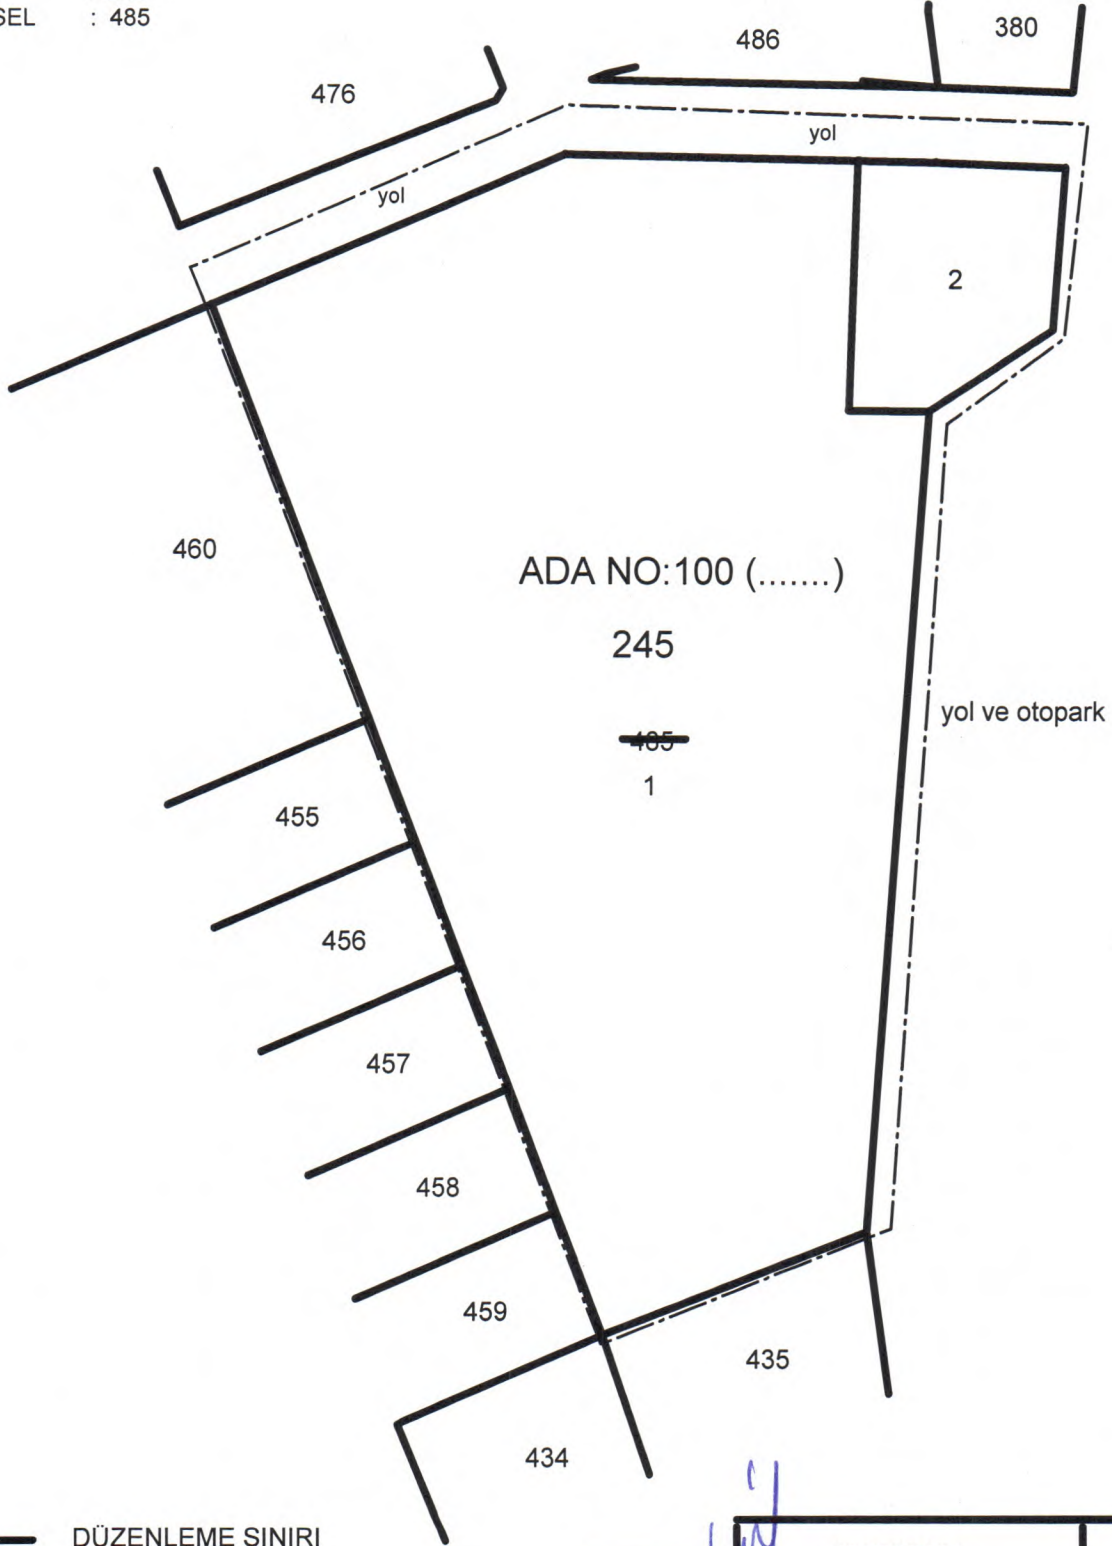 SEL : 485
380
486
476
yol
yol
2
460
ADA NO:100 (.......)
245
yol ve otopark
485
1
455
456
457
458
459
435
434
DÜZENLEME SINIRI